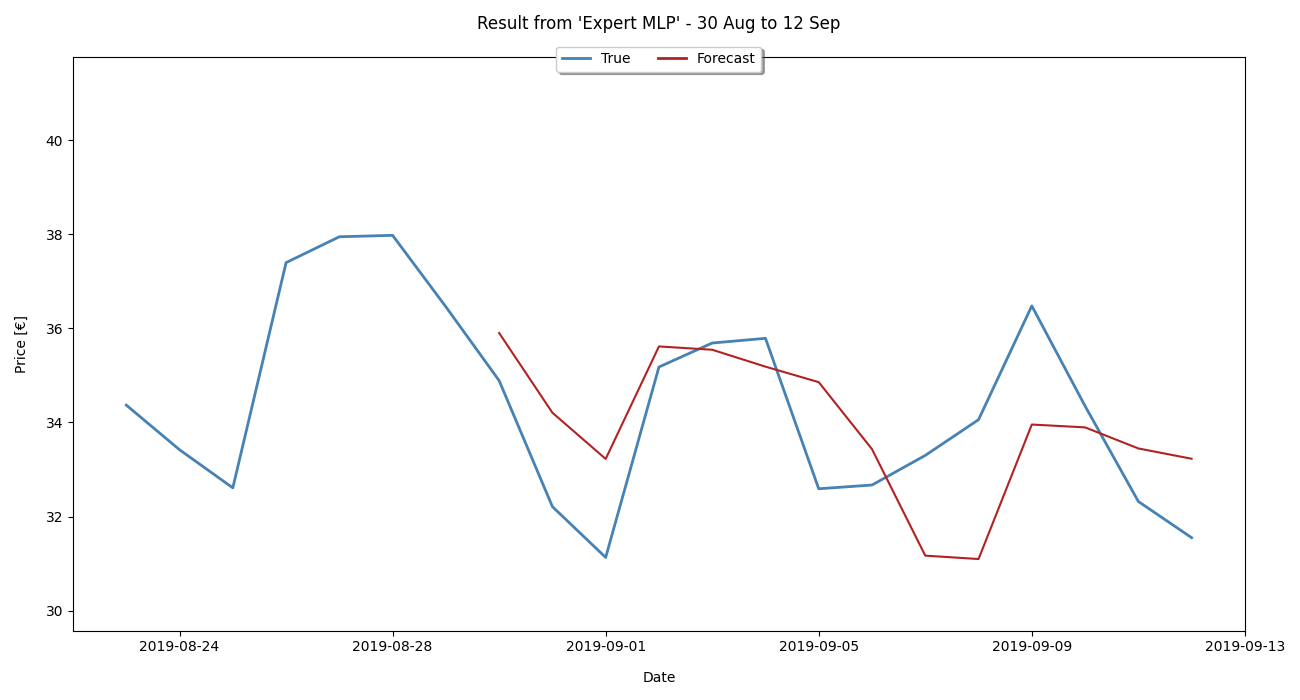 Result from 'Expert MLP' - 30 Aug to 12 Sep
True Forecast
Price [€]
40
38
36
34
32
30
2019-08-24 2019-08-28 2019-09-01 2019-09-05 2019-09-09 2019-09-13
Date